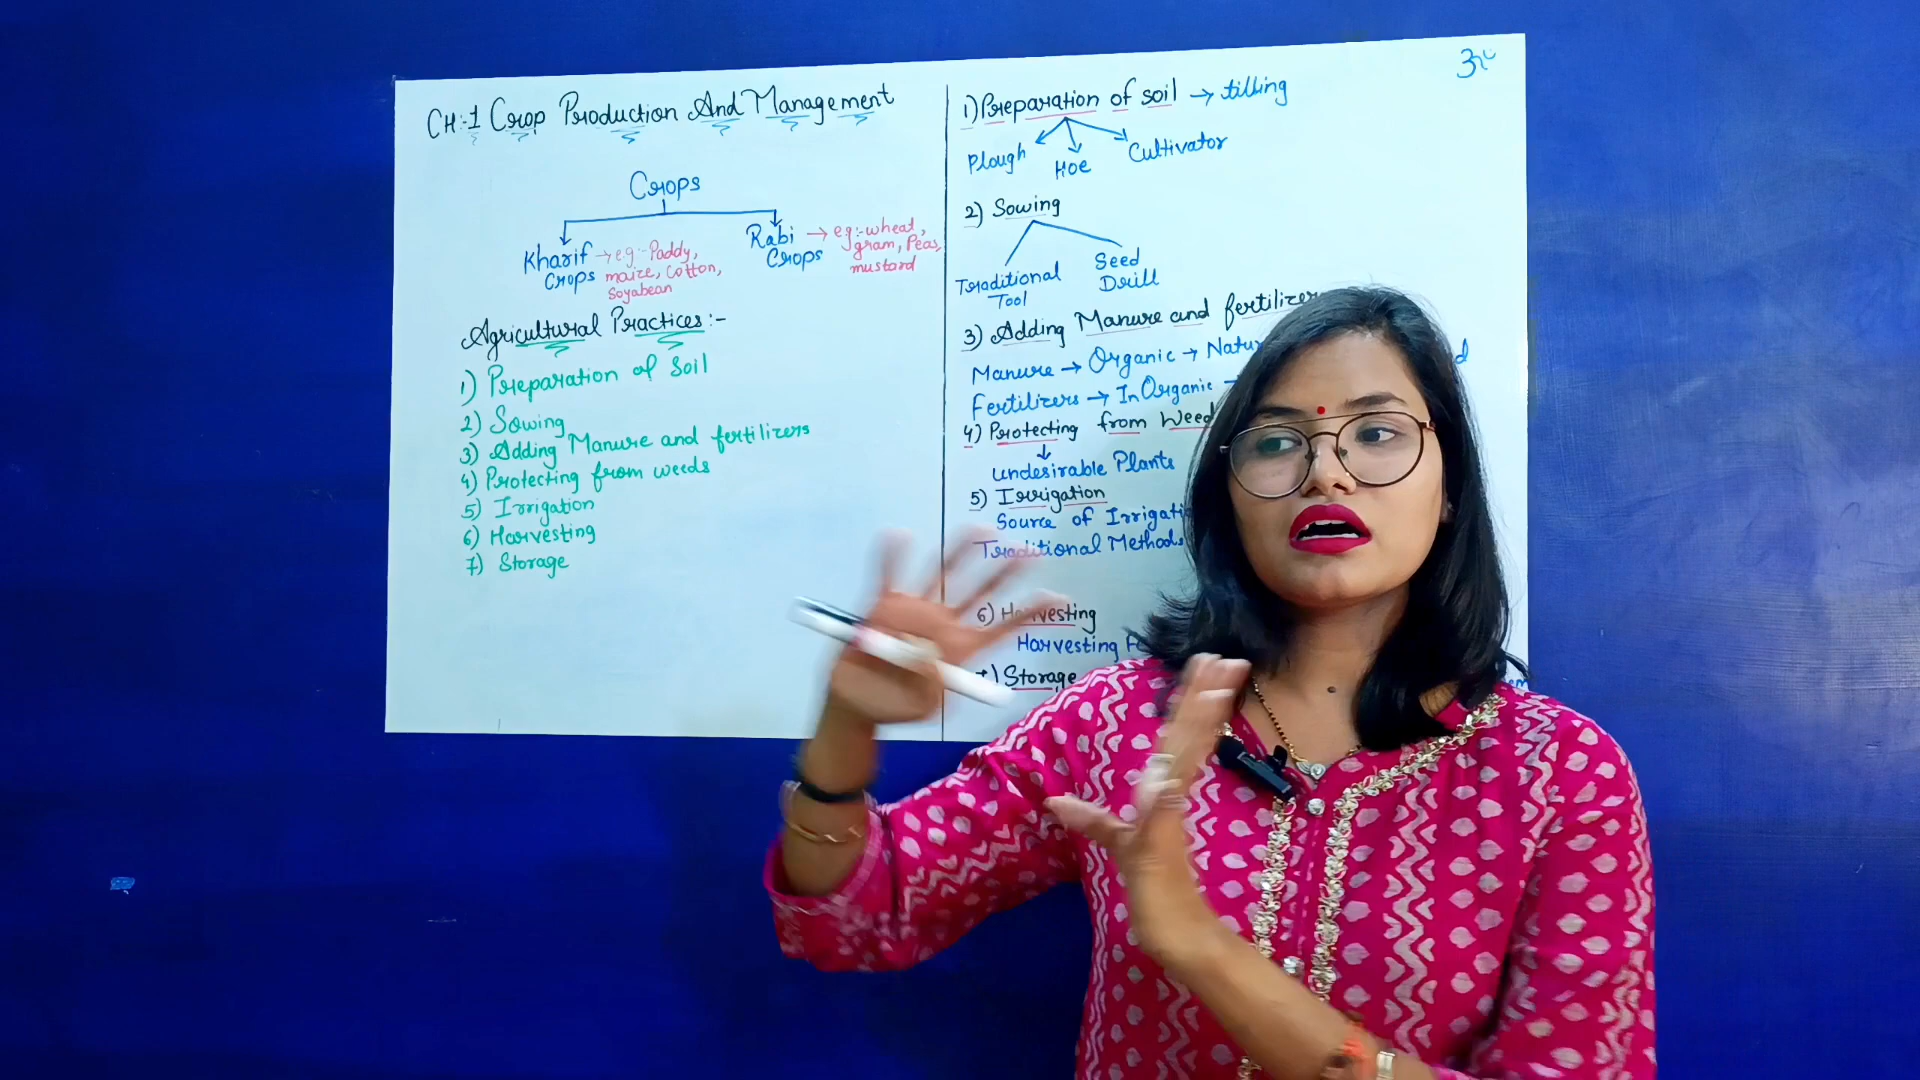 CH:-1 Crop Production And Management
Crops
Kharif Crops → e.g:- Paddy, maize, Cotton, Soyabean
Rabi Crops → eg:- wheat, gram, Peas, mustard
Agricultural Practices:-
1) Preparation of Soil
2) Sowing
3) Adding Manure and fertilizers
4) Protecting from weeds
5) Irrigation
6) Harvesting
7) Storage
1) Preparation of soil → tilling
Plough
Hoe
Cultivator
2) Sowing
Traditional Tool
Seed Drill
3) Adding Manure and fertilizer
Manure → Organic →
Fertilizers → InOrganic →
4) Protecting from Weed
undesirable Plants
5) Irrigation
Source of
Traditional Methods
6) Harvesting
Harvesting
7) Storage